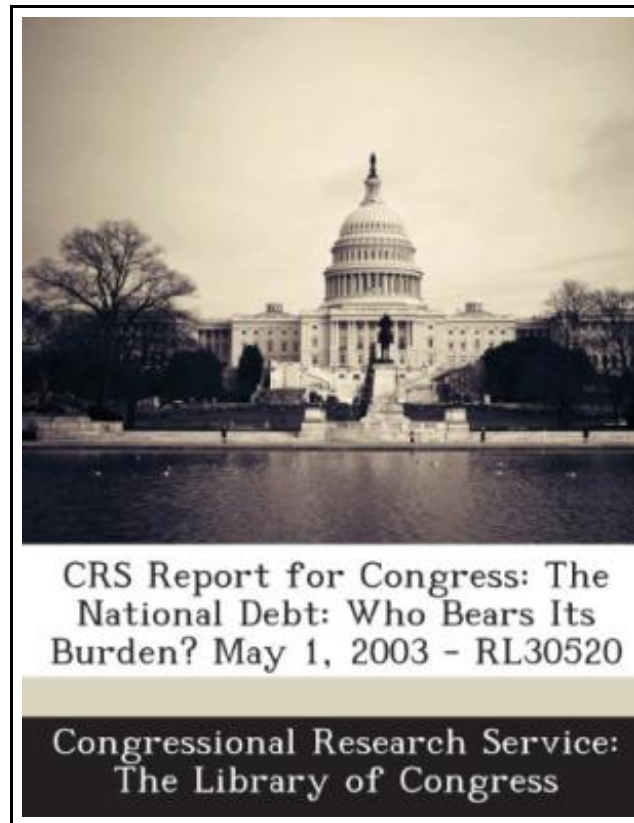 CRS Report for Congress: The
National Debt: Who Bears Its
Burden? May 1, 2003 - RL30520
Congressional Research Service:
The Library of Congress